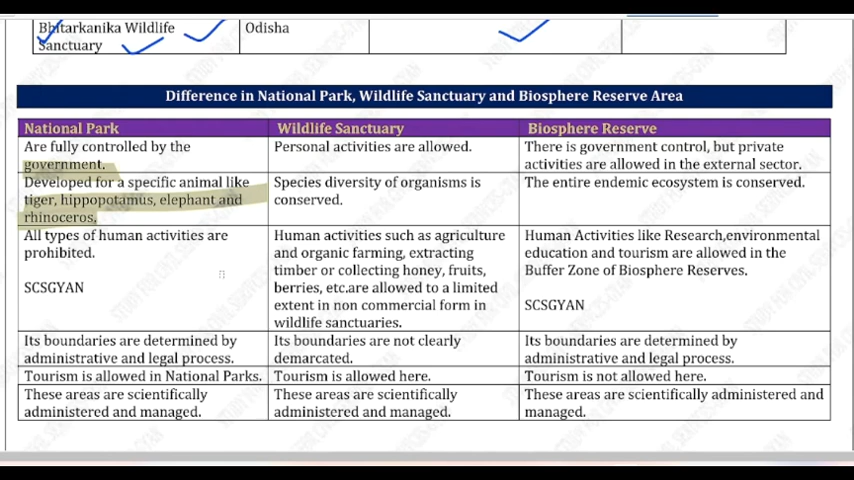 Bhitarkanika Wildlife
Sanctuary
Odisha
Difference in National Park, Wildlife Sanctuary and Biosphere Reserve Area
National Park
Wildlife Sanctuary
Biosphere Reserve
Are fully controlled by the
government.
Personal activities are allowed.
There is government control, but private
activities are allowed in the external sector.
Developed for a specific animal like
tiger, hippopotamus, elephant and
rhinoceros.
Species diversity of organisms is
conserved.
The entire endemic ecosystem is conserved.
All types of human activities are
prohibited.
SCSGYAN
Human activities such as agriculture
and organic farming, extracting
timber or collecting honey, fruits,
berries, etc.are allowed to a limited
extent in non commercial form in
wildlife sanctuaries.
Human Activities like Research,environmental
education and tourism are allowed in the
Buffer Zone of Biosphere Reserves.
SCSGYAN
Its boundaries are determined by
administrative and legal process.
Its boundaries are not clearly
demarcated.
Its boundaries are determined by
administrative and legal process.
Tourism is allowed in National Parks.
Tourism is allowed here.
Tourism is not allowed here.
These areas are scientifically
administered and managed.
These areas are scientifically
administered and managed.
These areas are scientifically administered and
managed.